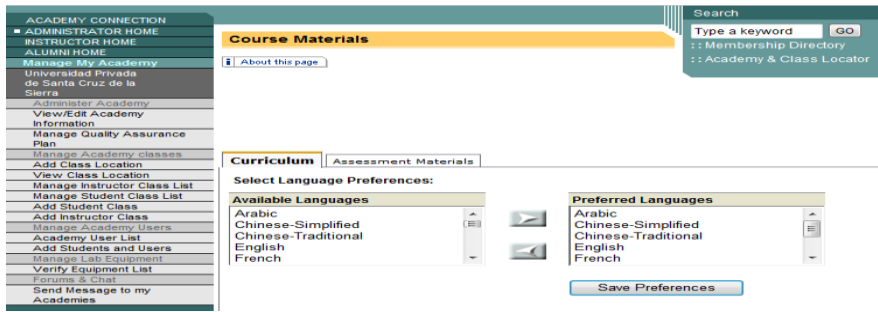 ACADEMY CONNECTION
ADMINISTRATOR HOME
INSTRUCTOR HOME
ALUMNI HOME
Manage My Academy
Universidad Privada
de Santa Cruz de la
Sierra
Administer Academy
View/Edit Academy
Information
Manage Quality Assurance
Plan
Manage Academy classes
Add Class Location
View Class Location
Manage Instructor Class List
Manage Student Class List
Add Student Class
Add Instructor Class
Manage Academy Users
Academy User List
Add Students and Users
Manage Lab Equipment
Verify Equipment List
Forums & Chat
Send Message to my
Academies
Course Materials
i About this page
Search
Type a keyword GO
:: Membership Directory
:: Academy & Class Locator
Curriculum Assessment Materials
Select Language Preferences:
Available Languages
Arabic
Chinese-Simplified
Chinese-Traditional
English
French
Preferred Languages
Arabic
Chinese-Simplified
Chinese-Traditional
English
French
Save Preferences